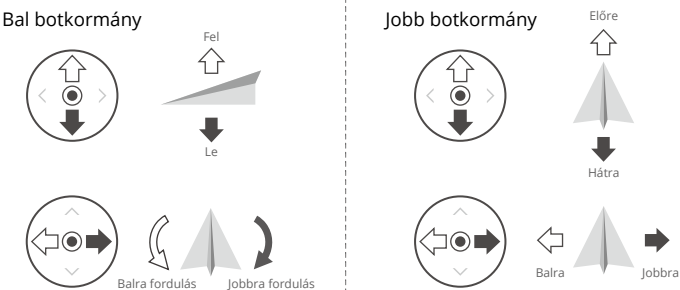 Bal botkormány
Fel
Le
Balra fordulás
Jobbra fordulás
Jobb botkormány
Előre
Hátra
Balra
Jobbra